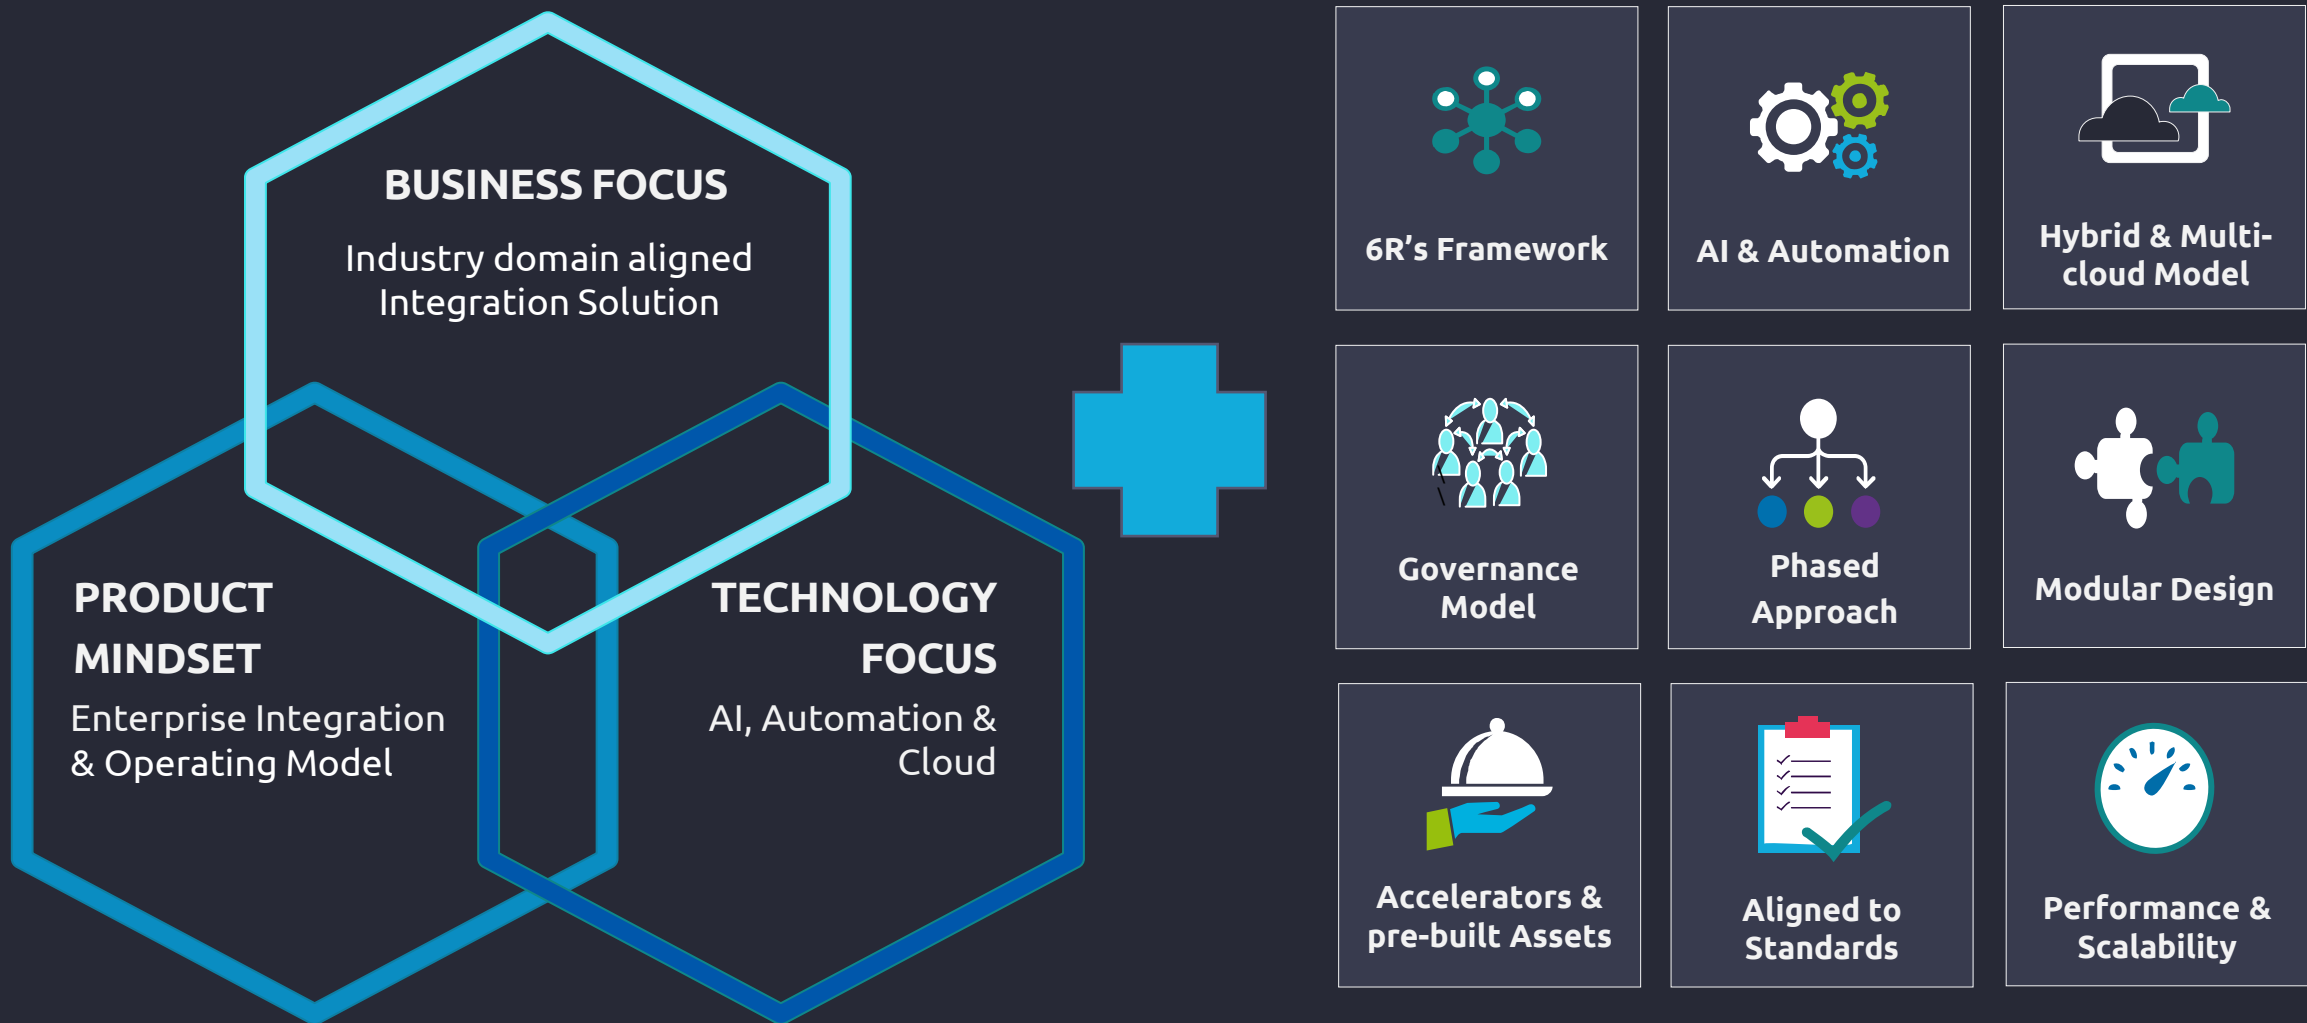 BUSINESS FOCUS
Industry domain aligned
Integration Solution
PRODUCT
MINDSET
Enterprise Integration
& Operating Model
TECHNOLOGY
FOCUS
AI, Automation &
Cloud
6R’s Framework
AI & Automation
Hybrid & Multi-
cloud Model
Governance
Model
Phased
Approach
Modular Design
Accelerators &
pre-built Assets
Aligned to
Standards
Performance &
Scalability